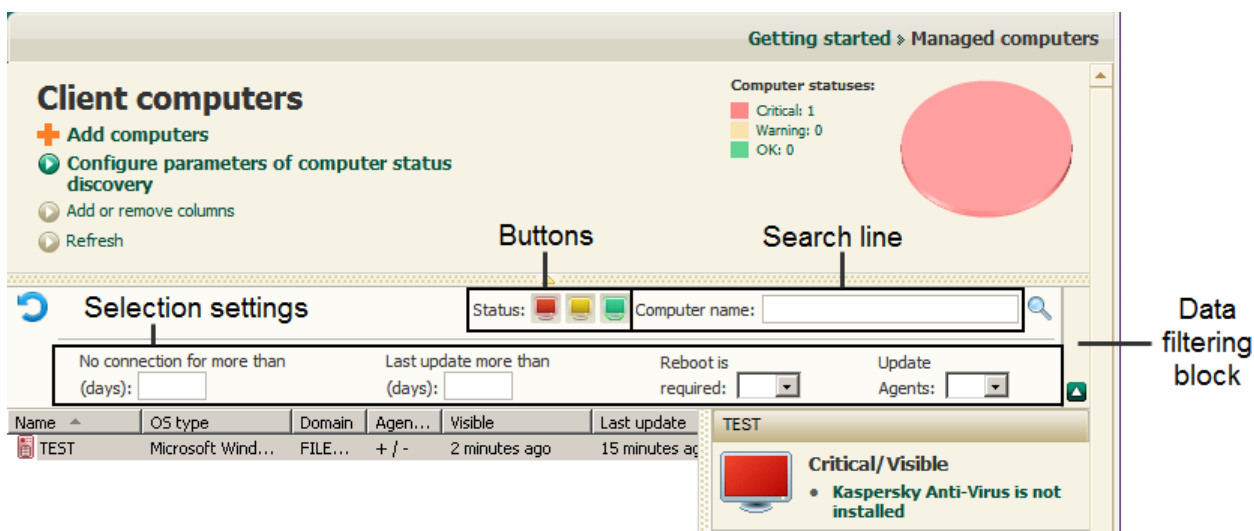 Getting started » Managed computers
Client computers
Add computers
Configure parameters of computer status
discovery
Add or remove columns
Refresh
Computer statuses:
Critical: 1
Warning: 0
OK: 0
Buttons
Search line
Selection settings
Status:
Computer name:
Data
filtering
block
No connection for more than
(days):
Last update more than
(days):
Reboot is
required:
Update
Agents:
Name OS type Domain Agen... Visible Last update
TEST Microsoft Wind... FILE... + / - 2 minutes ago 15 minutes ag
TEST
Critical/Visible
• Kaspersky Anti-Virus is not
installed